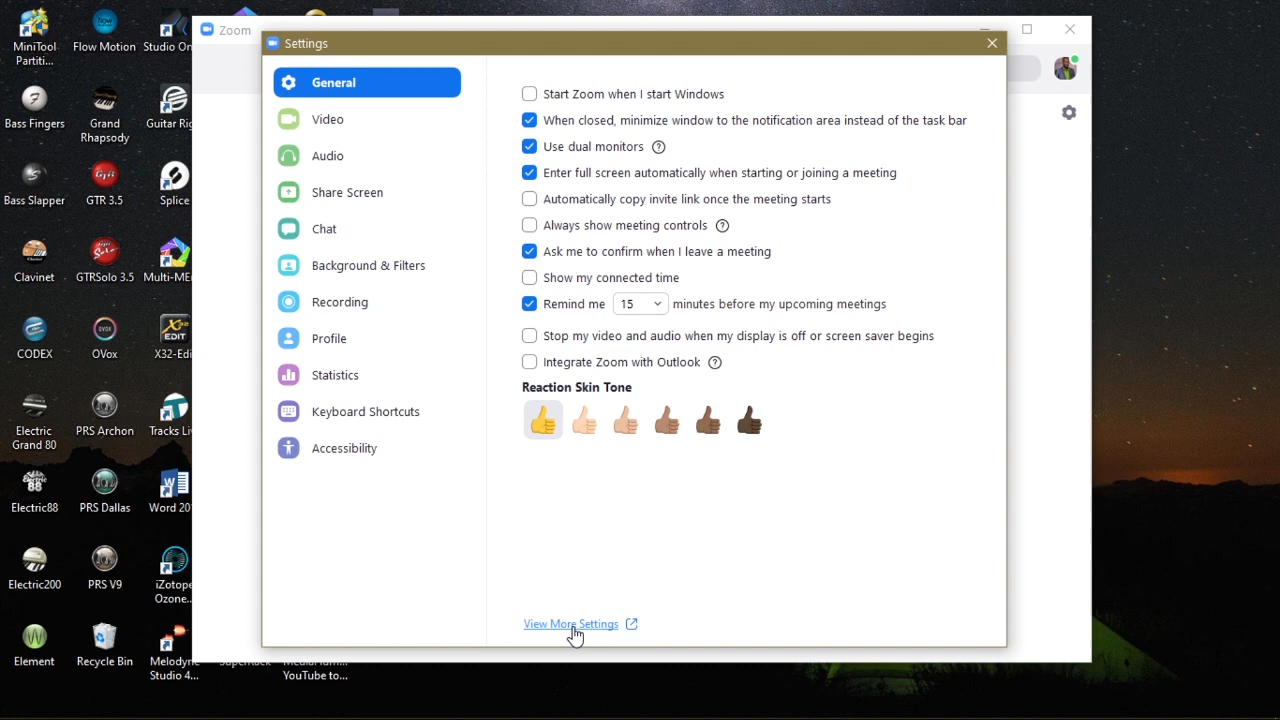 MiniTool
Partiti...
Flow Motion
Studio On
Bass Fingers
Grand
Rhapsody
Guitar Rig
Bass Slapper
GTR 3.5
Splice
Clavinet
GTRSolo 3.5
CODEX
OVox
X32-Edi
Electric
Grand 80
PRS Archon
Tracks Li
Electric88
PRS Dallas
Word 20
Electric200
PRS V9
iZotope
Ozone...
Element
Recycle Bin
Melodyn
Studio 4...
YouTube to...
Zoom
Settings
General
Video
Audio
Share Screen
Chat
Background & Filters
Recording
Profile
Statistics
Keyboard Shortcuts
Accessibility
Start Zoom when I start Windows
When closed, minimize window to the notification area instead of the task bar
Use dual monitors
Enter full screen automatically when starting or joining a meeting
Automatically copy invite link once the meeting starts
Always show meeting controls
Ask me to confirm when I leave a meeting
Show my connected time
Remind me 15 minutes before my upcoming meetings
Stop my video and audio when my display is off or screen saver begins
Integrate Zoom with Outlook
Reaction Skin Tone
View More Settings